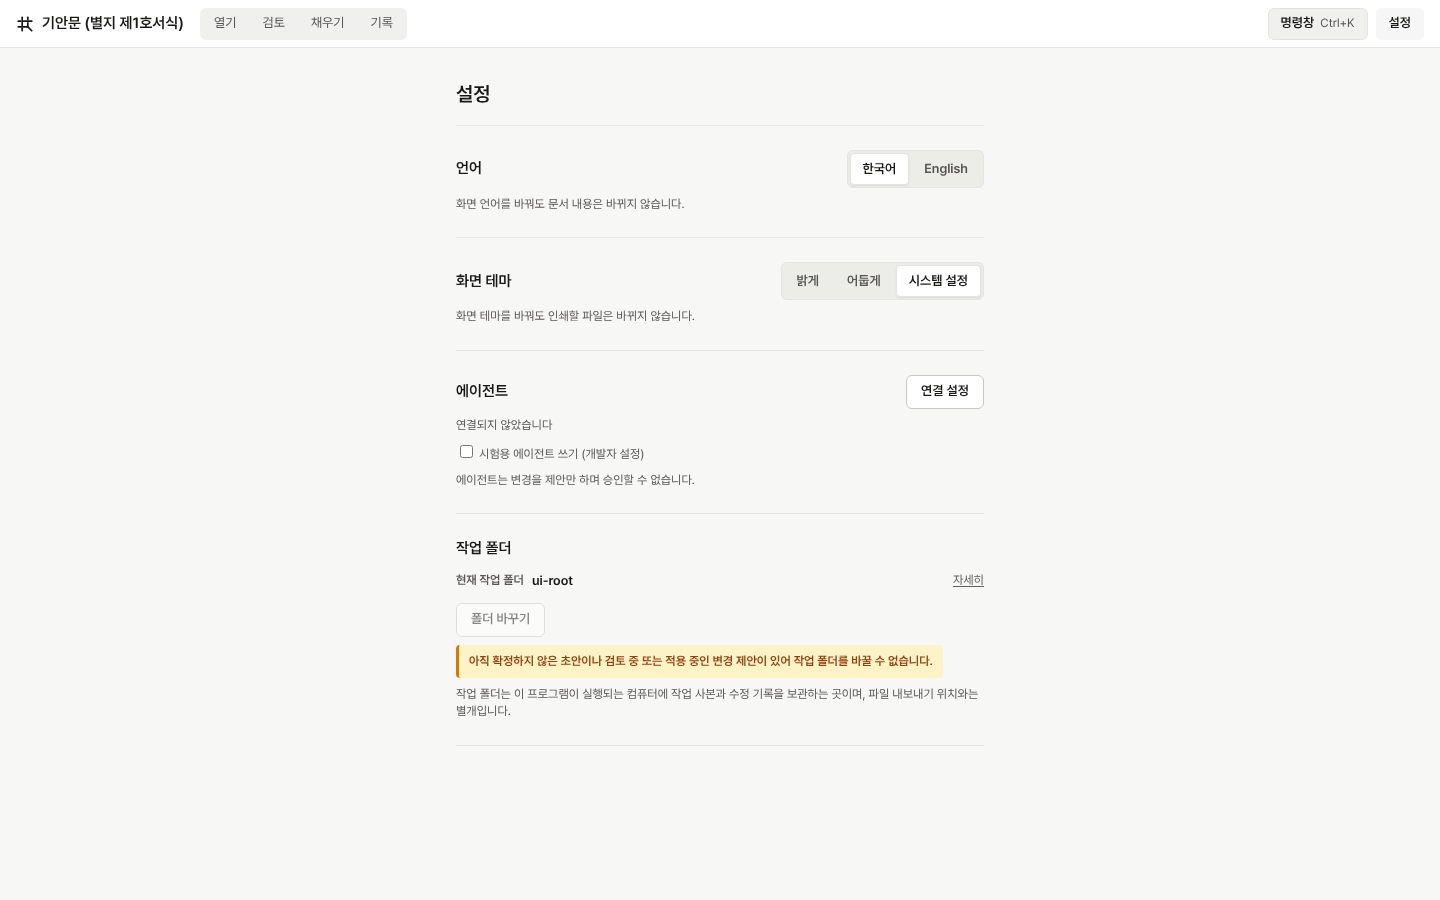 기안문 (별지 제1호서식) 열기 검토 채우기 기록 명령창 Ctrl+K 설정
설정
언어 한국어 English
화면 언어를 바꿔도 문서 내용은 바뀌지 않습니다.
화면 테마 밝게 어둡게 시스템 설정
화면 테마를 바꿔도 인쇄할 파일은 바뀌지 않습니다.
에이전트 연결 설정
연결되지 않았습니다
시험용 에이전트 쓰기 (개발자 설정)
에이전트는 변경을 제안만 하며 승인할 수 없습니다.
작업 폴더
현재 작업 폴더 ui-root 자세히
폴더 바꾸기
아직 확정하지 않은 초안이나 검토 중 또는 적용 중인 변경 제안이 있어 작업 폴더를 바꿀 수 없습니다.
작업 폴더는 이 프로그램이 실행되는 컴퓨터에 작업 사본과 수정 기록을 보관하는 곳이며, 파일 내보내기 위치와는
별개입니다.